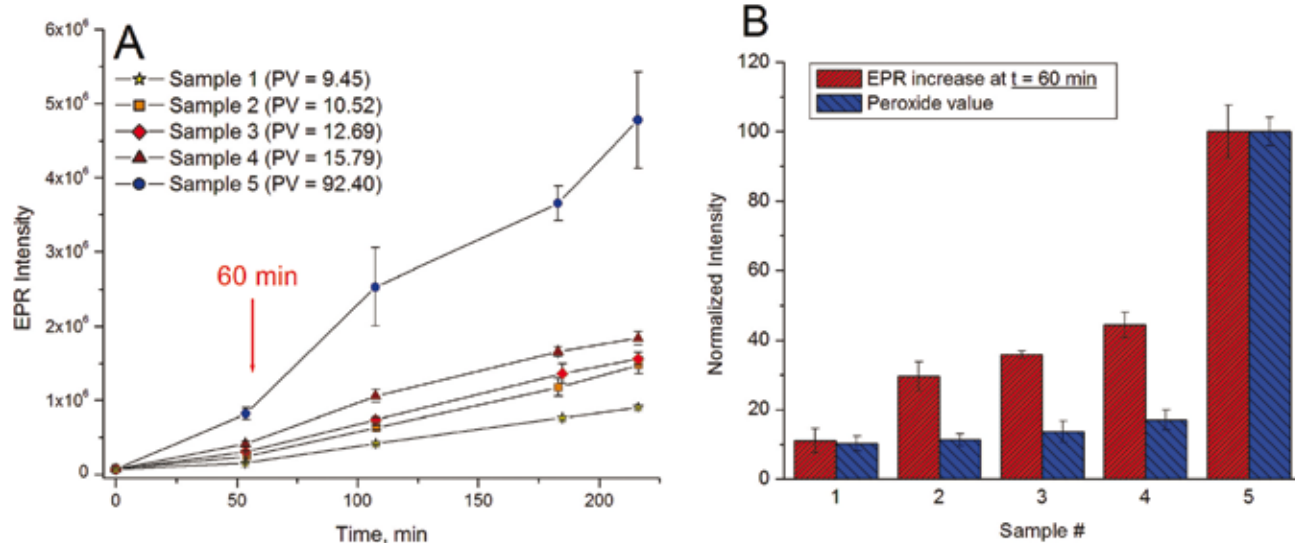 A
6x10⁶
5x10⁶
4x10⁶
3x10⁶
2x10⁶
1x10⁶
0
EPR Intensity
Sample 1 (PV = 9.45)
Sample 2 (PV = 10.52)
Sample 3 (PV = 12.69)
Sample 4 (PV = 15.79)
Sample 5 (PV = 92.40)
60 min
0 50 100 150 200
Time, min
B
120
100
80
60
40
20
0
Normalized Intensity
EPR increase at t = 60 min
Peroxide value
1 2 3 4 5
Sample #